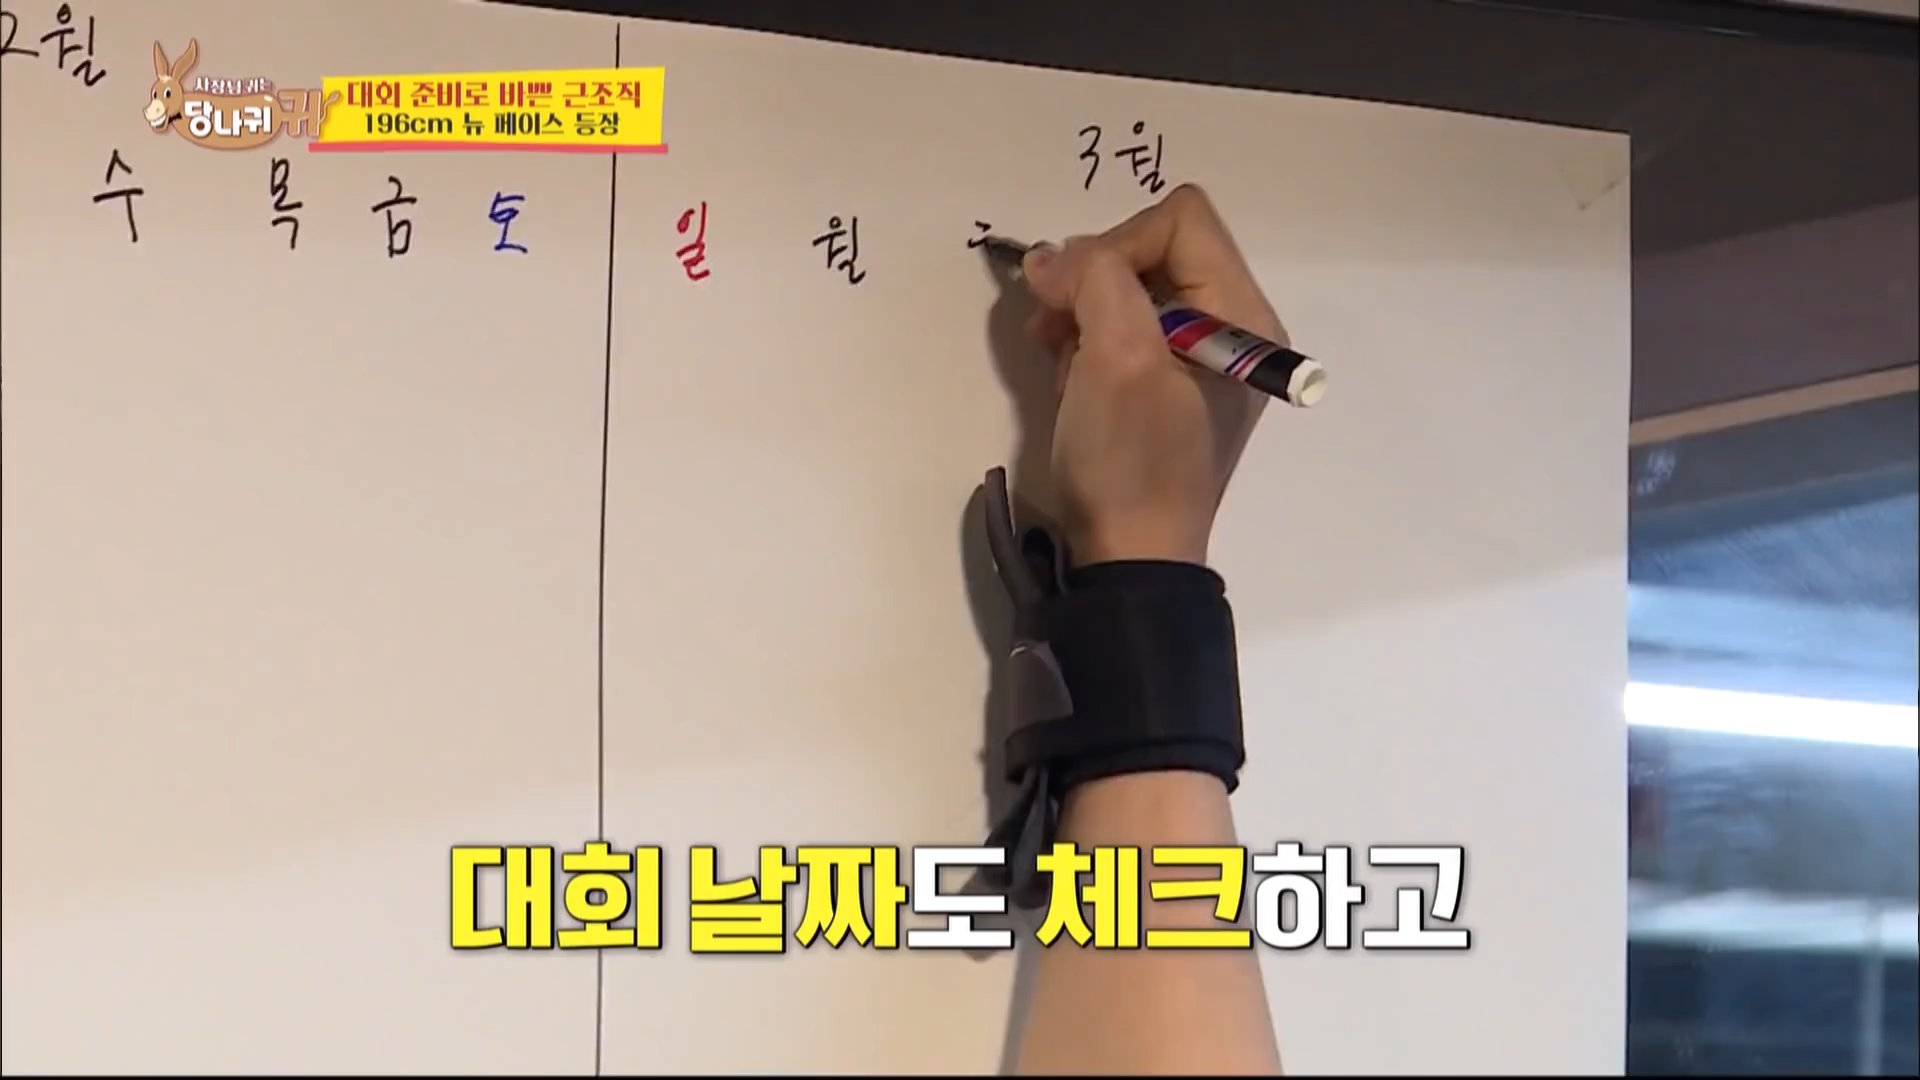 2월
사장님 귀는
당나귀 귀
대회 준비로 바쁜 근조직
196cm 뉴 페이스 등장
3월
수 목 금 토
일 월
대회 날짜도 체크하고